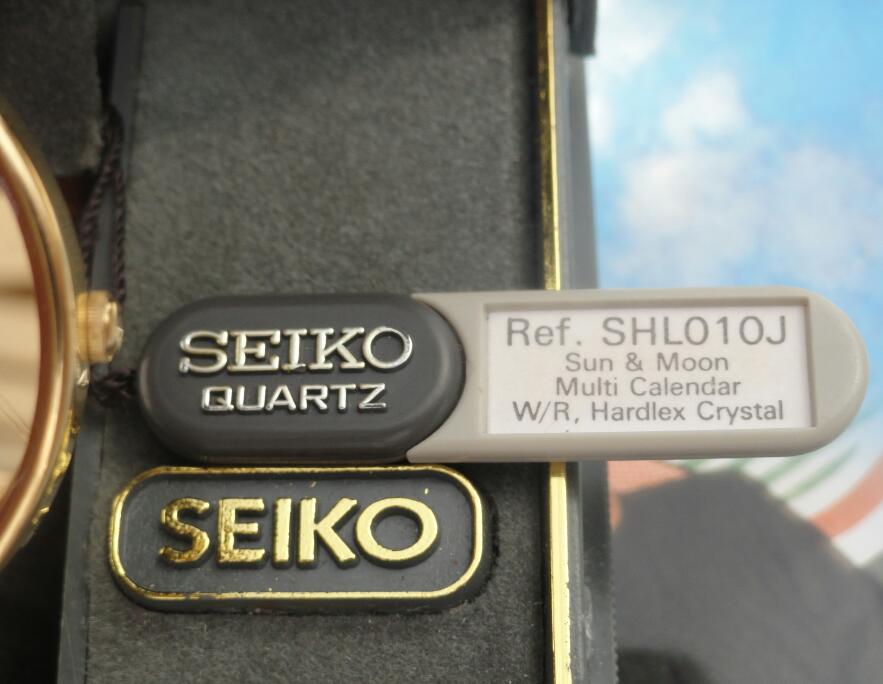 SEIKO
QUARTZ
Ref. SHL010J
Sun & Moon
Multi Calendar
W/R, Hardlex Crystal
SEIKO